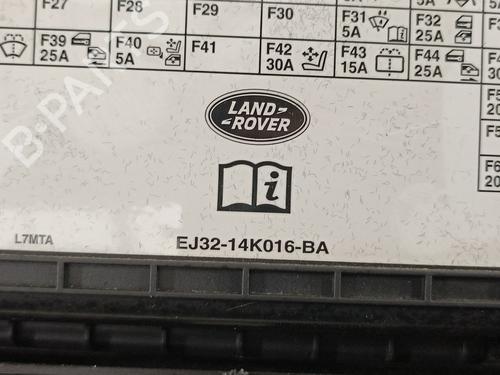 F27 F28 F29 F30 F31 5A F32 25A
F39 25A F40 5A F41 F42 30A F43 15A F44 25A
LAND
ROVER
i
L7MTA EJ32-14K016-BA
B-PARTS